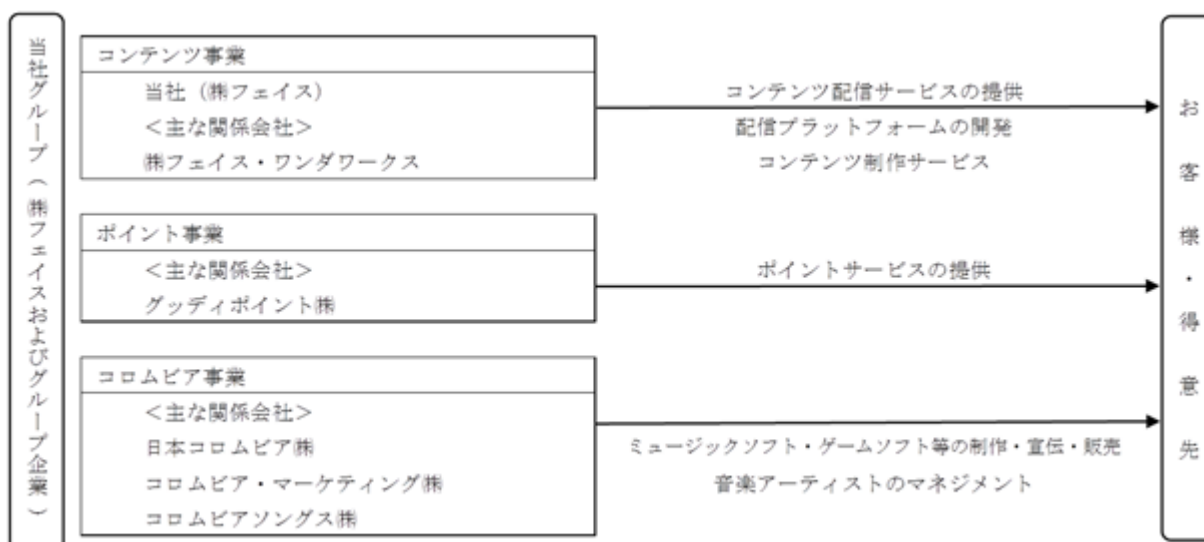 当社グループ（㈱フェイスおよびグループ企業）
コンテンツ事業
当社（㈱フェイス）
＜主な関係会社＞
㈱フェイス・ワンダワークス
コンテンツ配信サービスの提供
配信プラットフォームの開発
コンテンツ制作サービス
ポイント事業
＜主な関係会社＞
グッディポイント㈱
ポイントサービスの提供
コロムビア事業
＜主な関係会社＞
日本コロムビア㈱
コロムビア・マーケティング㈱
コロムビアソングス㈱
ミュージックソフト・ゲームソフト等の制作・宣伝・販売
音楽アーティストのマネジメント
お客様・得意先